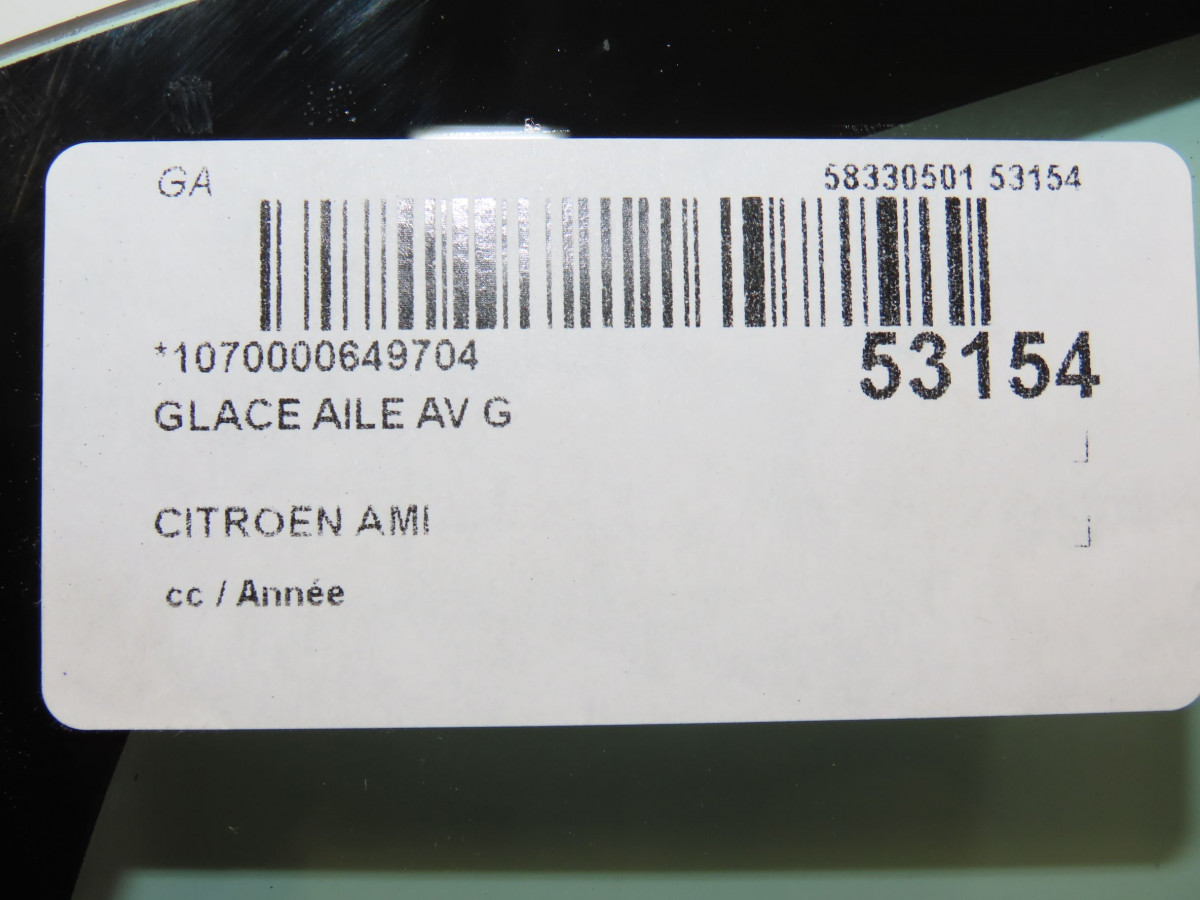 GA 58330501 53154
*1070000649704 53154
GLACE AILE AV G
CITROEN AMI
cc / Année